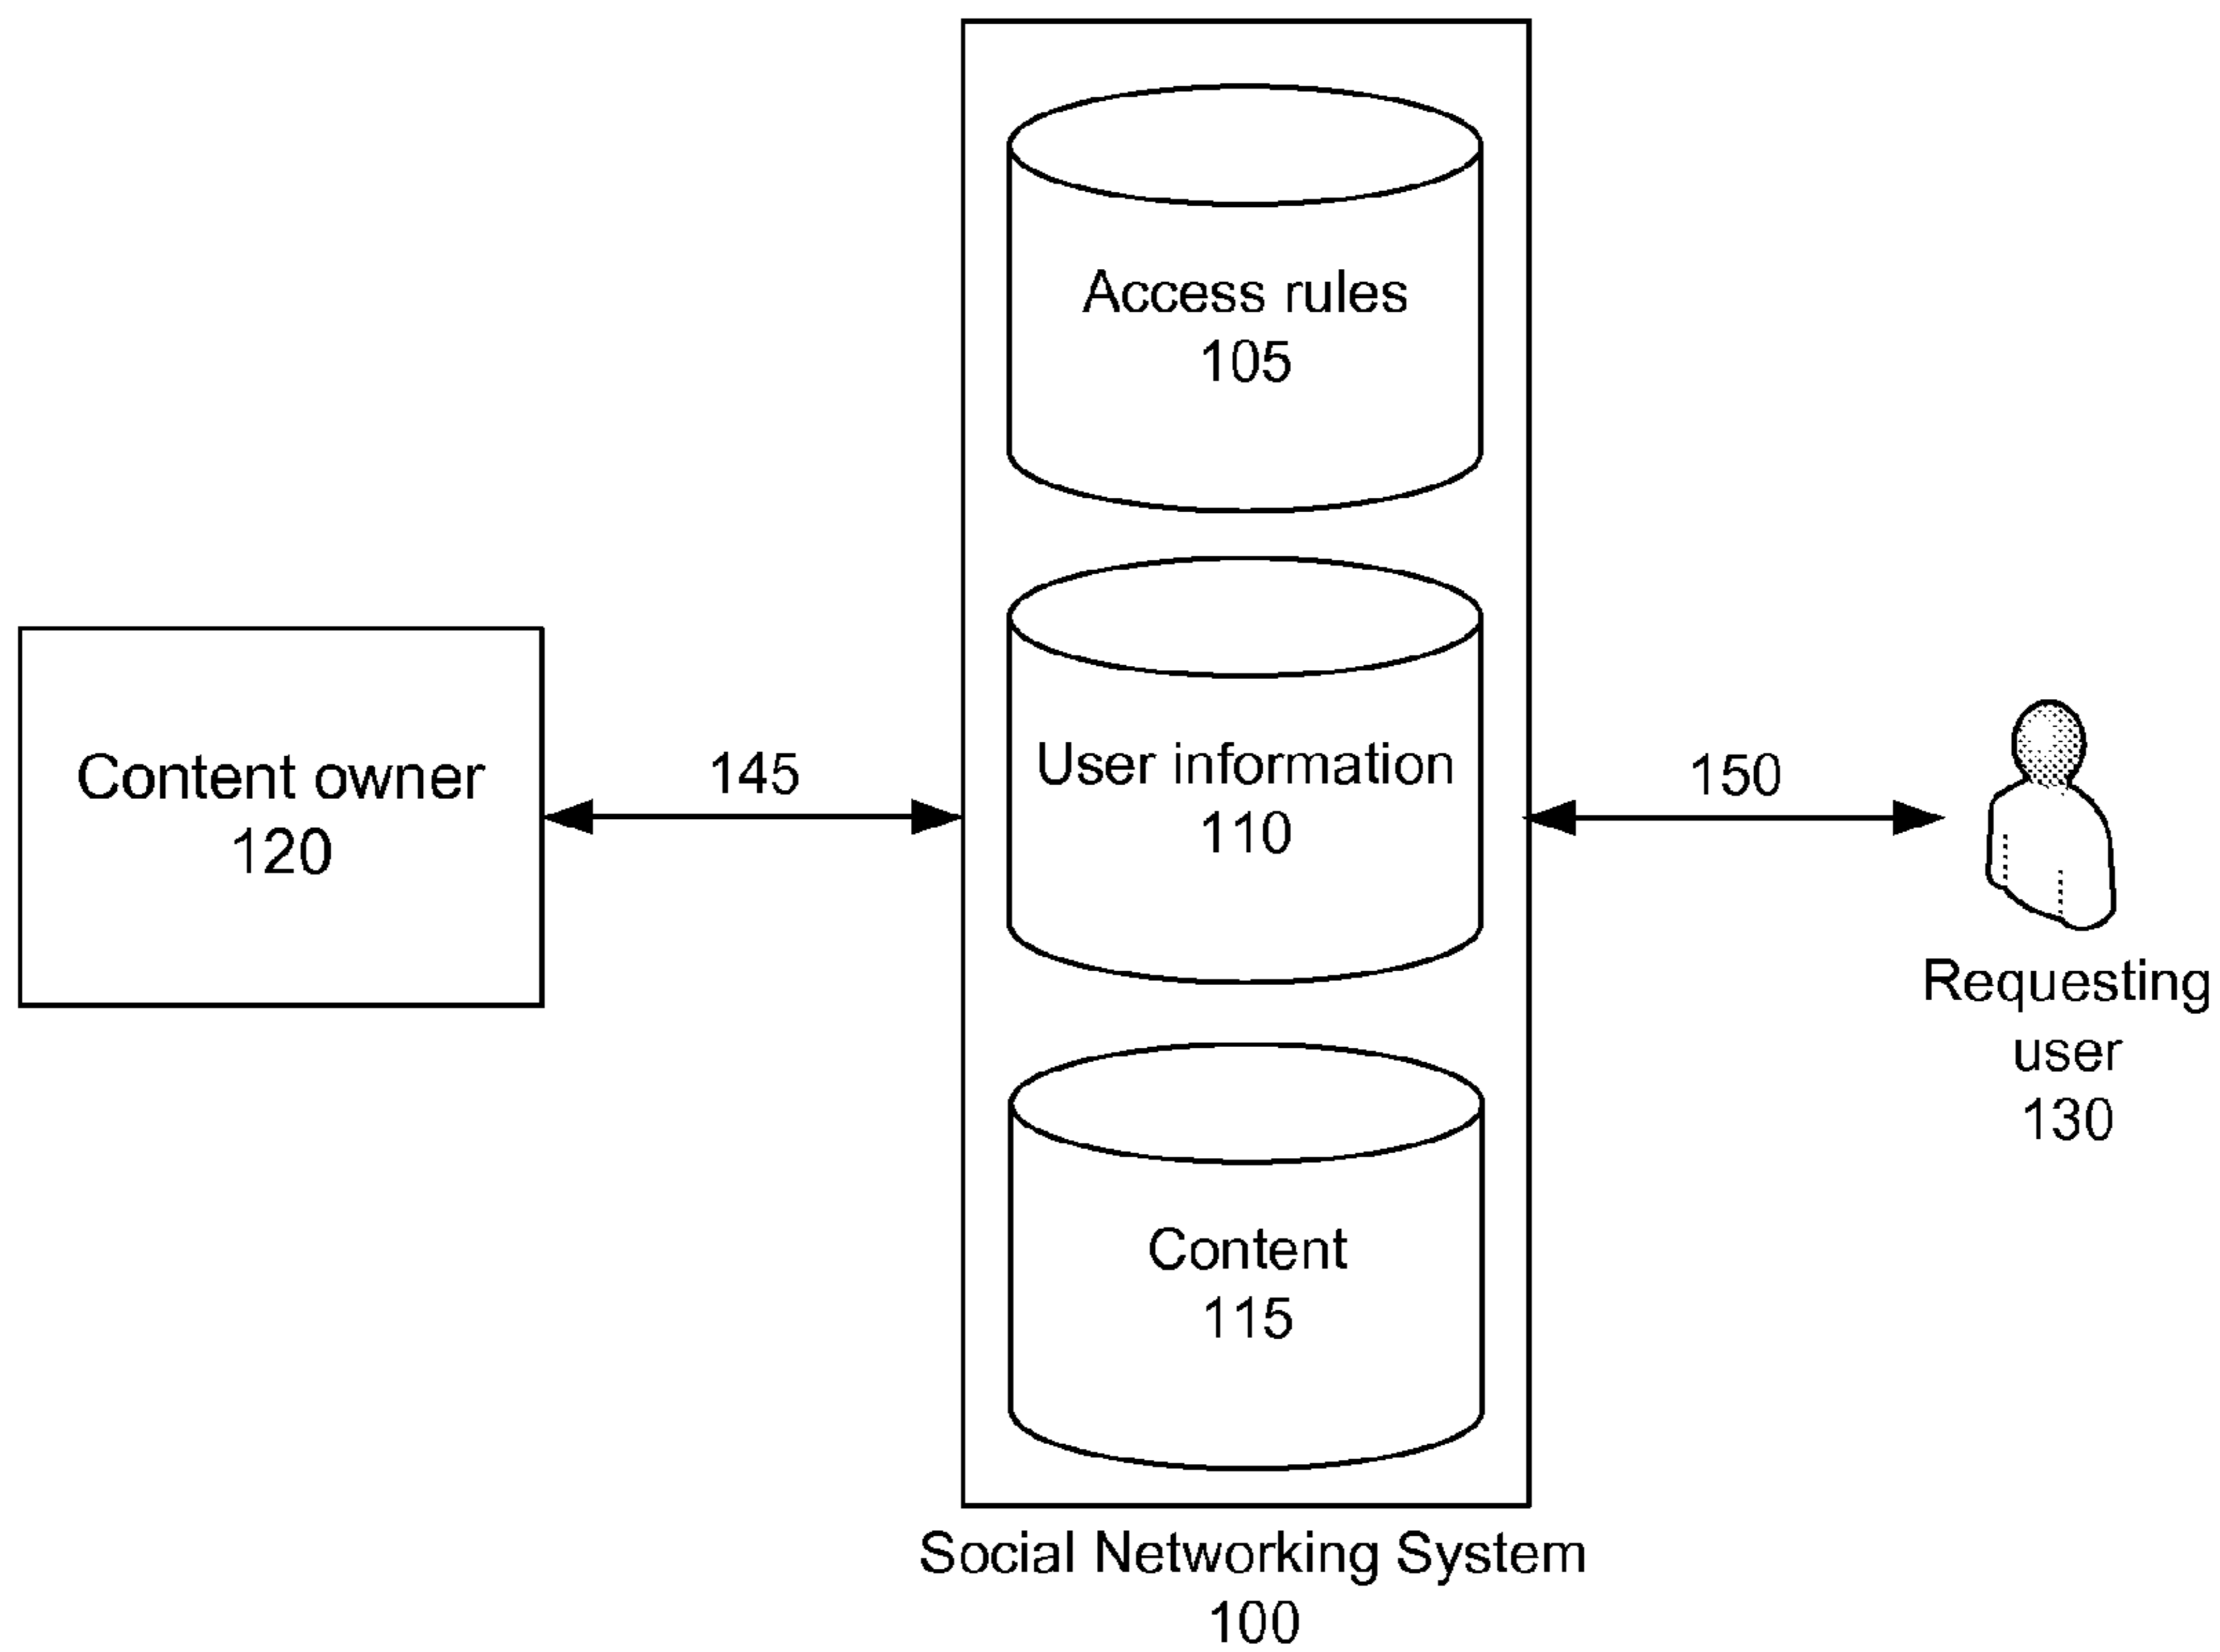 Access rules
105
Content owner
120
145
User information
110
150
Requesting
user
130
Content
115
Social Networking System
100